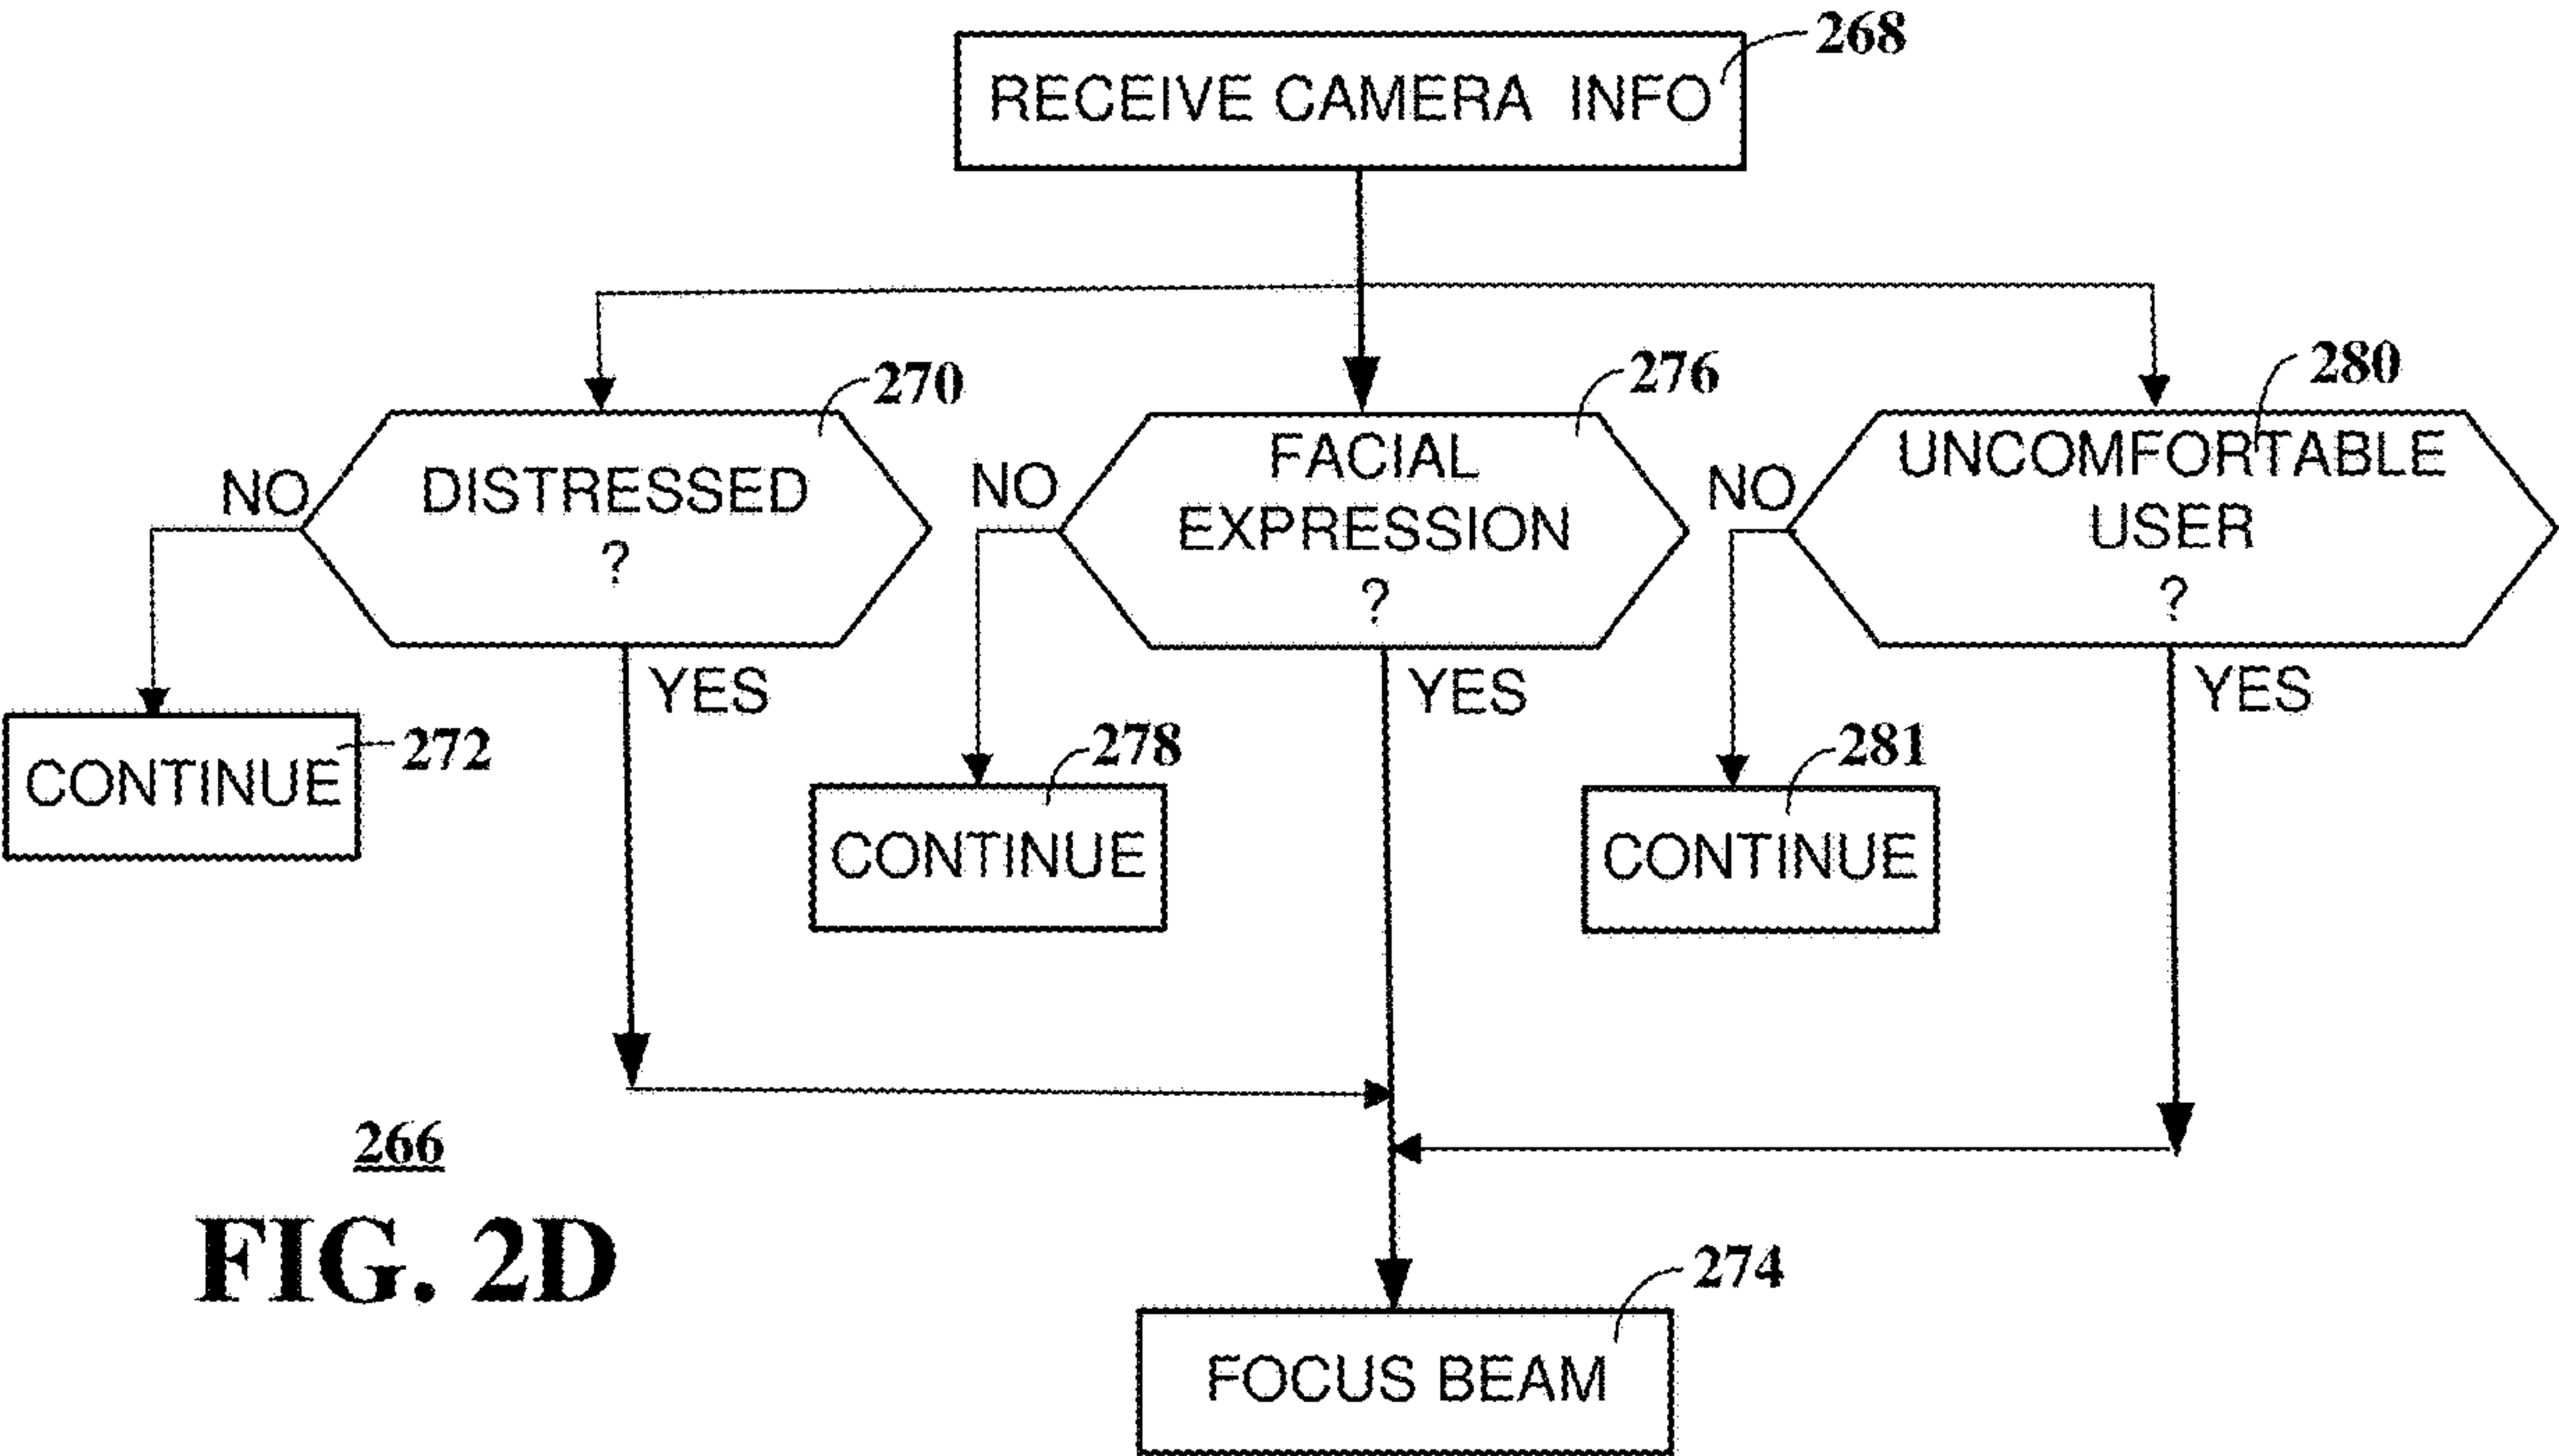 RECEIVE CAMERA INFO
268
270
276
280
NO
DISTRESSED
?
YES
NO
FACIAL
EXPRESSION
?
YES
NO
UNCOMFORTABLE
USER
?
YES
CONTINUE
272
CONTINUE
278
CONTINUE
281
266
FIG. 2D
FOCUS BEAM
274